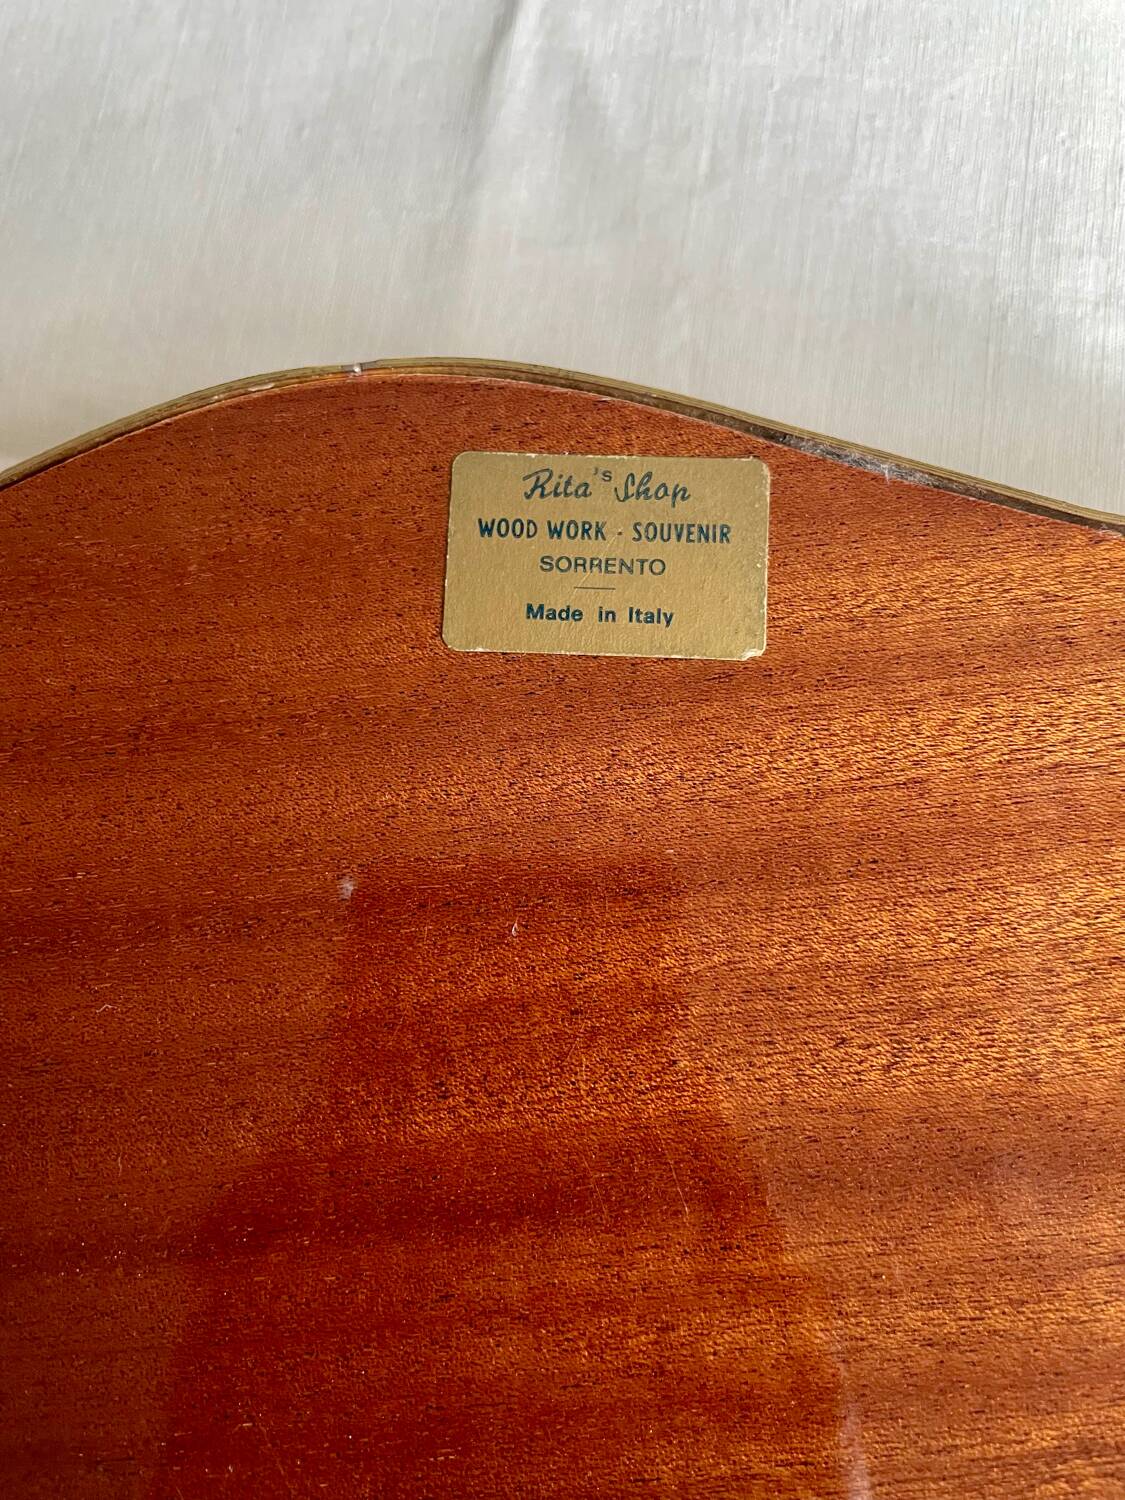 Rita's Shop
WOOD WORK · SOUVENIR
SORRENTO
Made in Italy